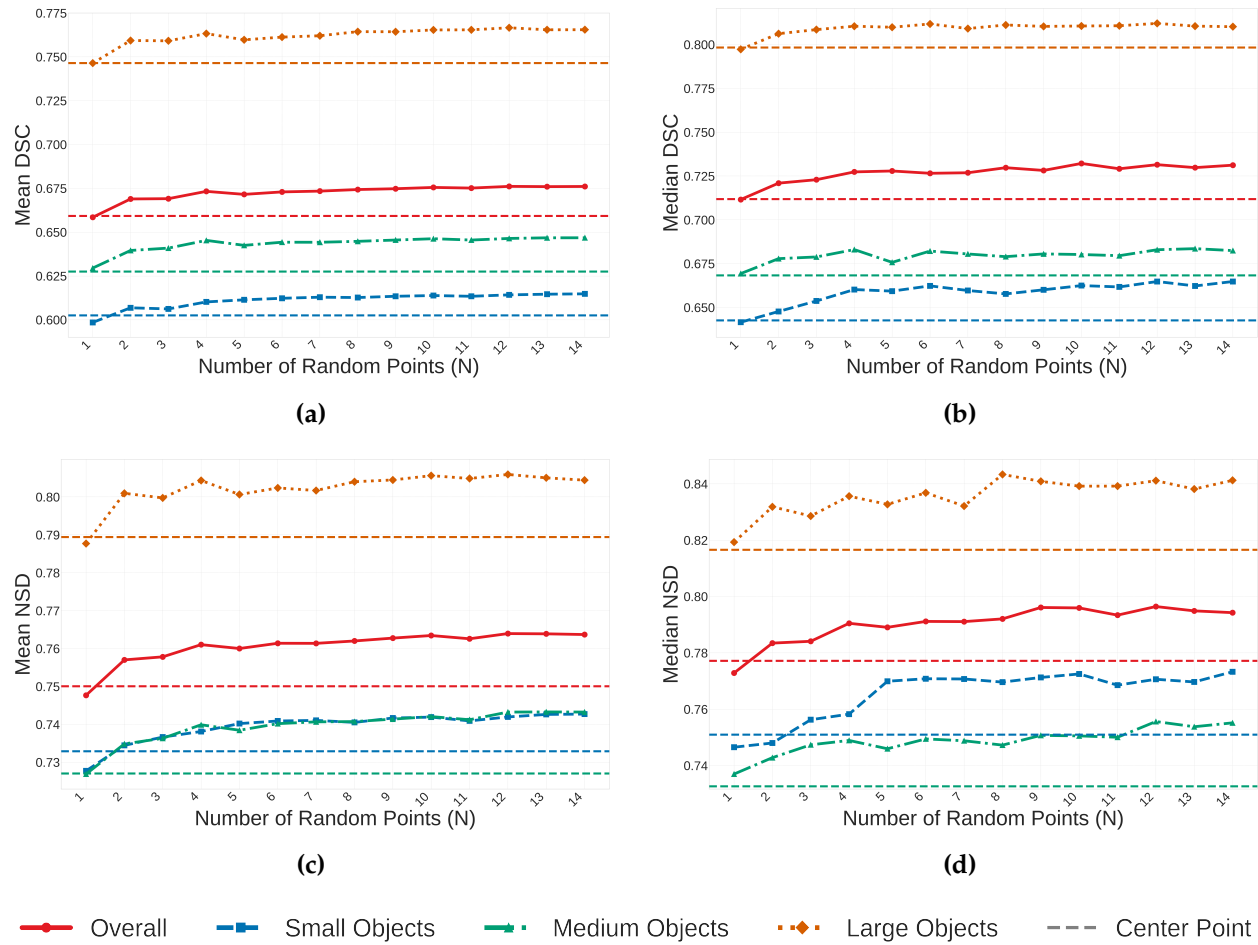 0.775
0.750
0.725
0.700
0.675
0.650
0.625
0.600
Mean DSC
1 2 3 4 5 6 7 8 9 10 11 12 13 14
Number of Random Points (N)
(a)
0.800
0.775
0.750
0.725
0.700
0.675
0.650
Median DSC
1 2 3 4 5 6 7 8 9 10 11 12 13 14
Number of Random Points (N)
(b)
0.80
0.79
0.78
0.77
0.76
0.75
0.74
0.73
Mean NSD
1 2 3 4 5 6 7 8 9 10 11 12 13 14
Number of Random Points (N)
(c)
0.84
0.82
0.80
0.78
0.76
0.74
Median NSD
1 2 3 4 5 6 7 8 9 10 11 12 13 14
Number of Random Points (N)
(d)
Overall Small Objects Medium Objects Large Objects Center Point